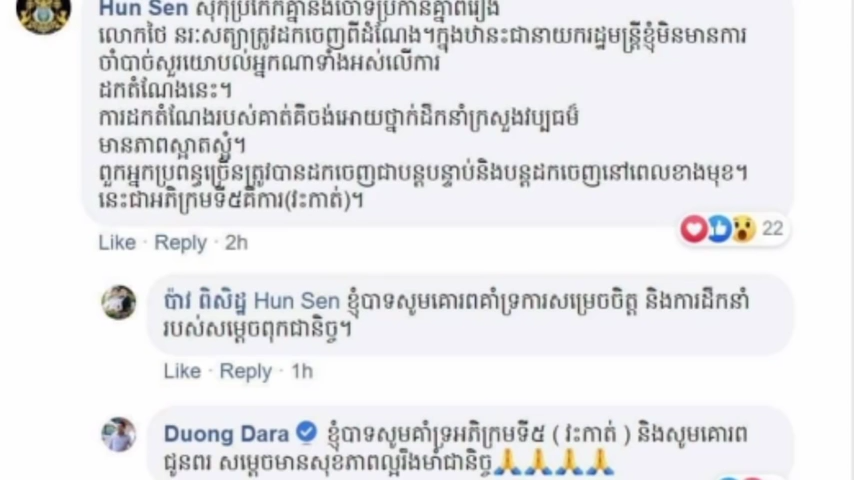 Hun Sen សុំកុំប្រកែកគ្នានិងចោទប្រកាន់គ្នាពីរឿង
លោកថៃ នរៈសត្យាត្រូវដកចេញពីដំណែង។ក្នុងឋានះជានាយករដ្ឋមន្ត្រីខ្ញុំមិនមានការ
ចាំបាច់សួរយោបល់អ្នកណាទាំងអស់លើការ
ដកតំណែងនេះ។
ការដកតំណែងរបស់គាត់គឺចង់អោយថ្នាក់ដឹកនាំក្រសួងវប្បធម៌
មានភាពស្អាតស្អំ។
ពួកអ្នកប្រពន្ធច្រើនត្រូវបានដកចេញជាបន្តបន្ទាប់និងបន្តដកចេញនៅពេលខាងមុខ។
នេះជាអភិក្រមទី៥គឺការ(វះកាត់)។
22
Like · Reply · 2h
ប៉ាវ ពិសិដ្ឋ Hun Sen ខ្ញុំបាទសូមគោរពគាំទ្រការសម្រេចចិត្ត និងការដឹកនាំ
របស់សម្តេចពុកជានិច្ច។
Like · Reply · 1h
Duong Dara ខ្ញុំបាទសូមគាំទ្រអភិក្រមទី៥ ( វះកាត់ ) និងសូមគោរព
ជូនពរ សម្តេចមានសុខភាពល្អរឹងមាំជានិច្ច🙏🙏🙏🙏